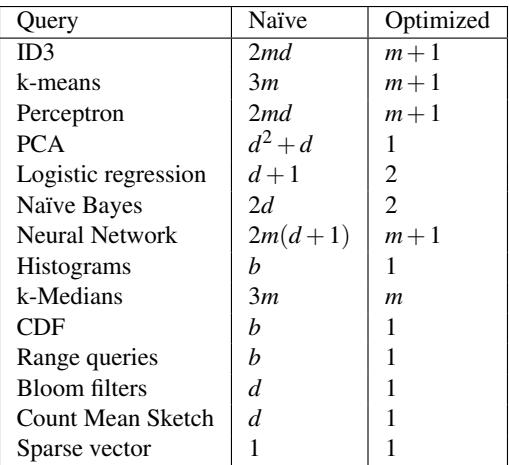 Query Naïve Optimized
ID3 2md m+1
k-means 3m m+1
Perceptron 2md m+1
PCA d²+d 1
Logistic regression d+1 2
Naïve Bayes 2d 2
Neural Network 2m(d+1) m+1
Histograms b 1
k-Medians 3m m
CDF b 1
Range queries b 1
Bloom filters d 1
Count Mean Sketch d 1
Sparse vector 1 1